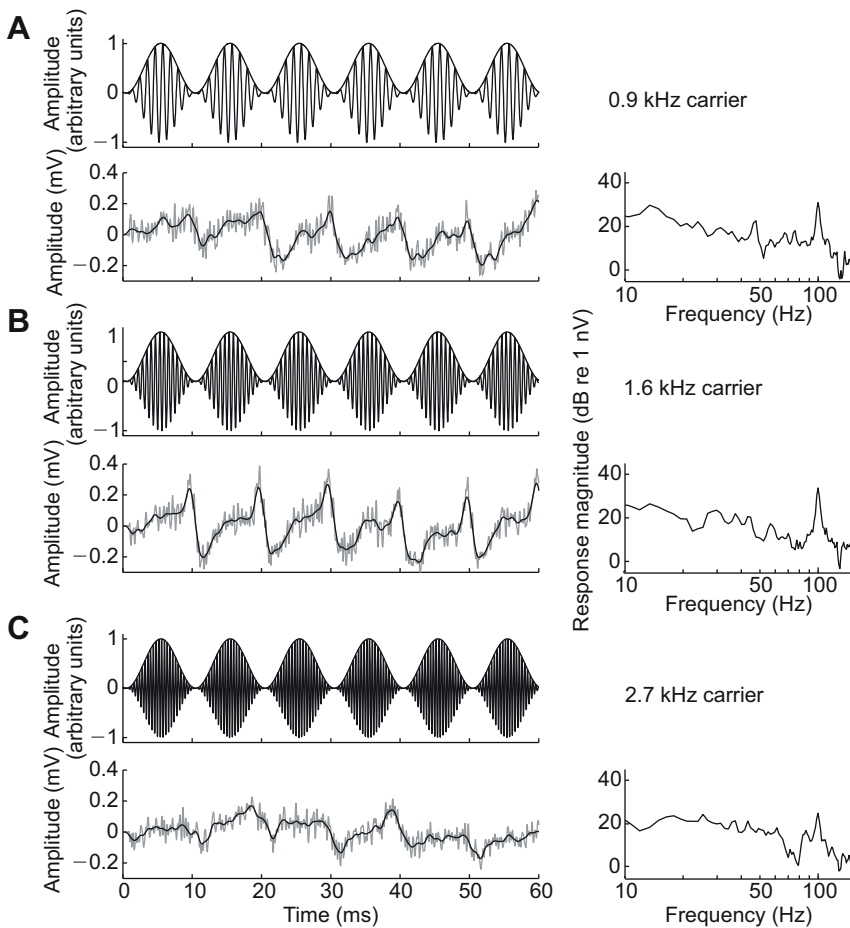 A
Amplitude
(arbitrary units)
1
0
−1
0.9 kHz carrier
Amplitude (mV)
0.4
0.2
0
−0.2
40
20
0
10 50 100
Frequency (Hz)
B
Amplitude
(arbitrary units)
1
0
−1
1.6 kHz carrier
Response magnitude (dB re 1 nV)
Amplitude (mV)
0.4
0.2
0
−0.2
40
20
0
10 50 100
Frequency (Hz)
C
Amplitude
(arbitrary units)
1
0
−1
2.7 kHz carrier
Amplitude (mV)
0.4
0.2
0
−0.2
0 10 20 30 40 50 60
Time (ms)
40
20
0
10 50 100
Frequency (Hz)